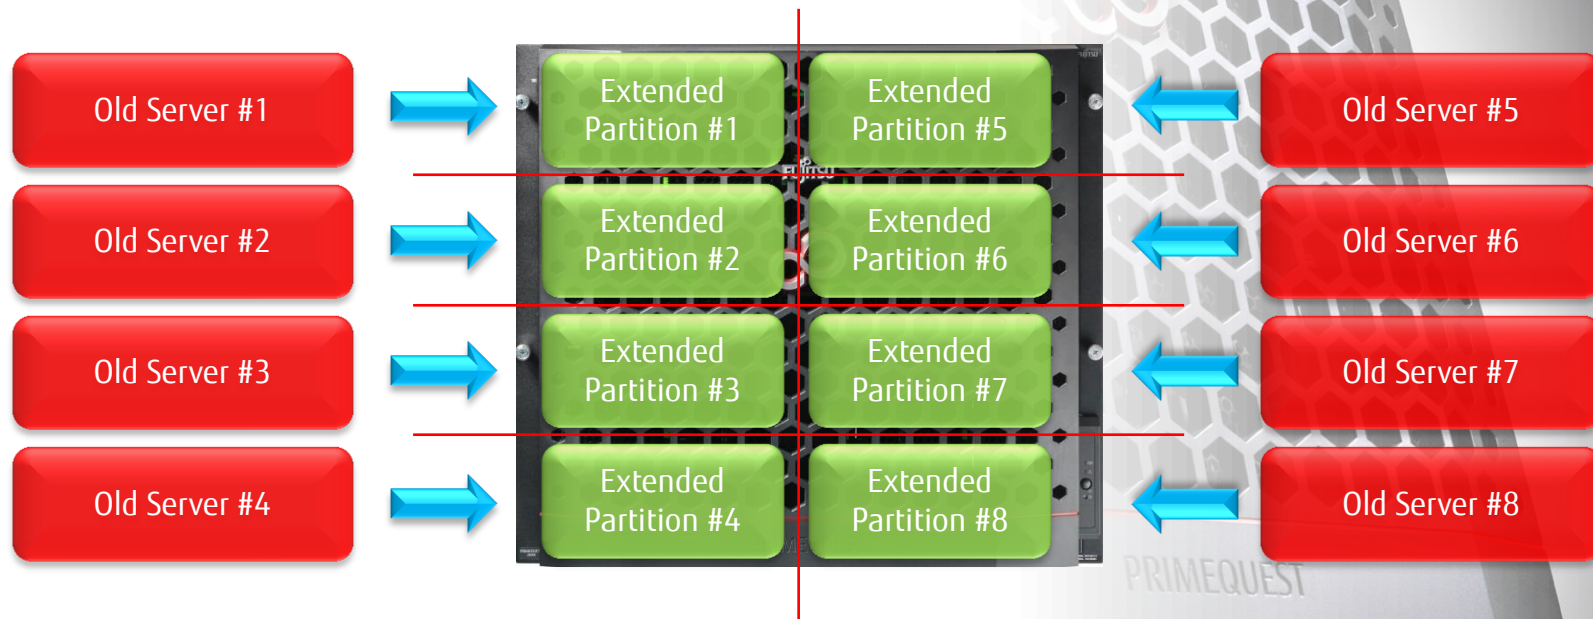 Old Server #1
Extended
Partition #1
Extended
Partition #5
Old Server #5
FUJITSU
Old Server #2
Extended
Partition #2
Extended
Partition #6
Old Server #6
Old Server #3
Extended
Partition #3
Extended
Partition #7
Old Server #7
Old Server #4
Extended
Partition #4
Extended
Partition #8
Old Server #8
PRIMEQUEST